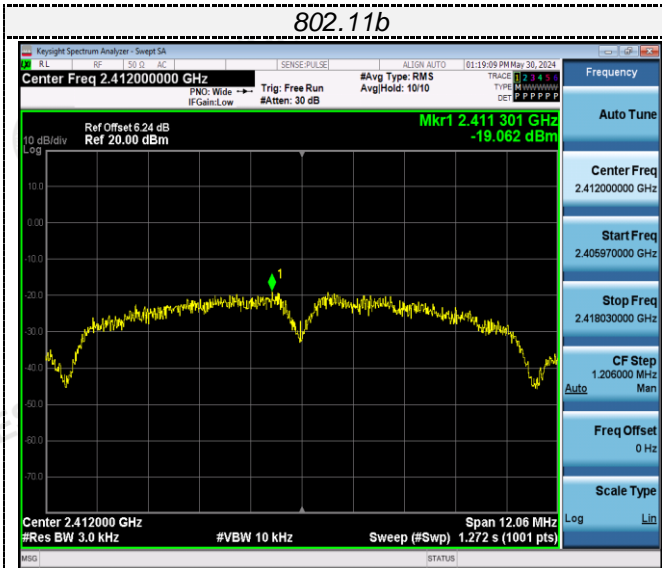 802.11b
Keysight Spectrum Analyzer - Swept SA
RL RF 50 Ω AC SENSE:PULSE ALIGN AUTO 01:19:09 PM May 30, 2024
Center Freq 2.412000000 GHz
PNO: Wide
IFGain:Low
Trig: Free Run
#Atten: 30 dB
#Avg Type: RMS
Avg|Hold: 10/10
TRACE 1 2 3 4 5 6
TYPE M WWWWW
DET P P P P P P
Frequency
Ref Offset 6.24 dB
10 dB/div Ref 20.00 dBm
Log
Mkr1 2.411 301 GHz
-19.062 dBm
10.0
0.00
-10.0
-20.0
-30.0
-40.0
-50.0
-60.0
-70.0
1
Center 2.412000 GHz Span 12.06 MHz
#Res BW 3.0 kHz #VBW 10 kHz Sweep (#Swp) 1.272 s (1001 pts)
MSG STATUS
Auto Tune
Center Freq
2.412000000 GHz
Start Freq
2.405970000 GHz
Stop Freq
2.418030000 GHz
CF Step
1.206000 MHz
Auto Man
Freq Offset
0 Hz
Scale Type
Log Lin